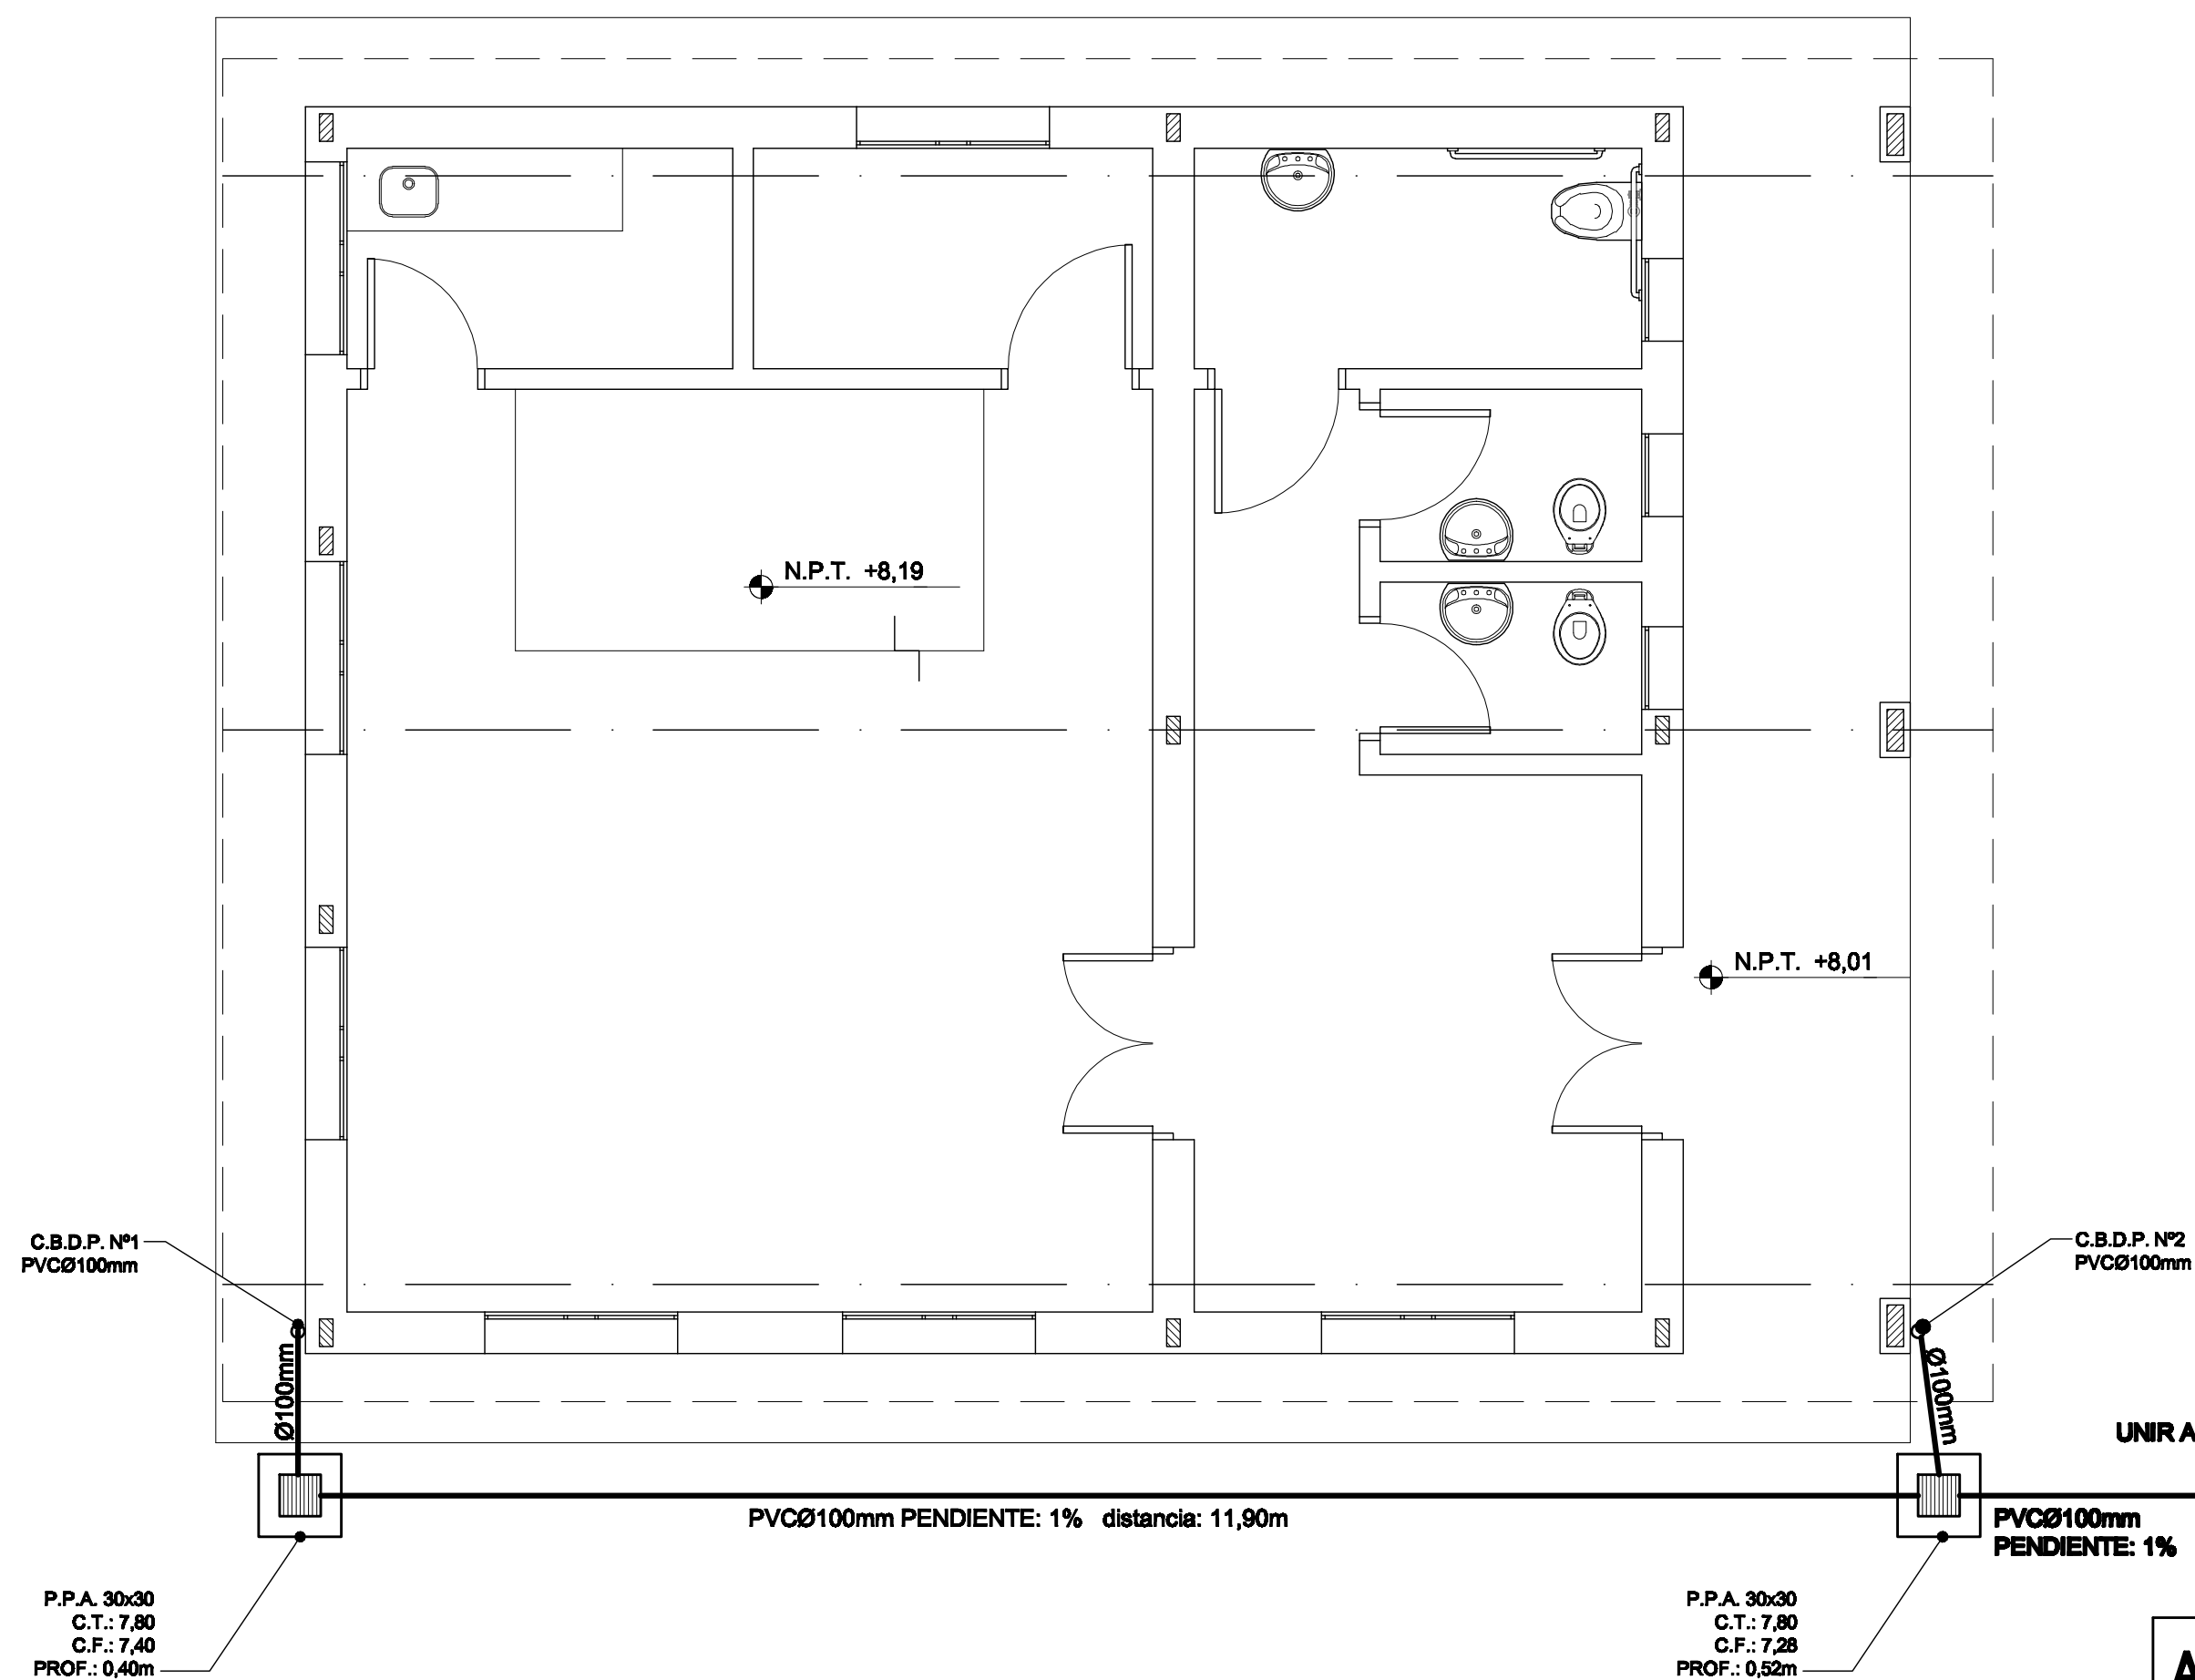 N.P.T. +8,19
N.P.T. +8,01
C.B.D.P. Nº1
PVCØ100mm
C.B.D.P. Nº2
PVCØ100mm
Ø100mm
Ø100mm
UNIR A
PVCØ100mm PENDIENTE: 1% distancia: 11,90m
PVCØ100mm
PENDIENTE: 1%
P.P.A. 30x30
C.T.: 7,80
C.F.: 7,40
PROF.: 0,40m
P.P.A. 30x30
C.T.: 7,80
C.F.: 7,28
PROF.: 0,52m